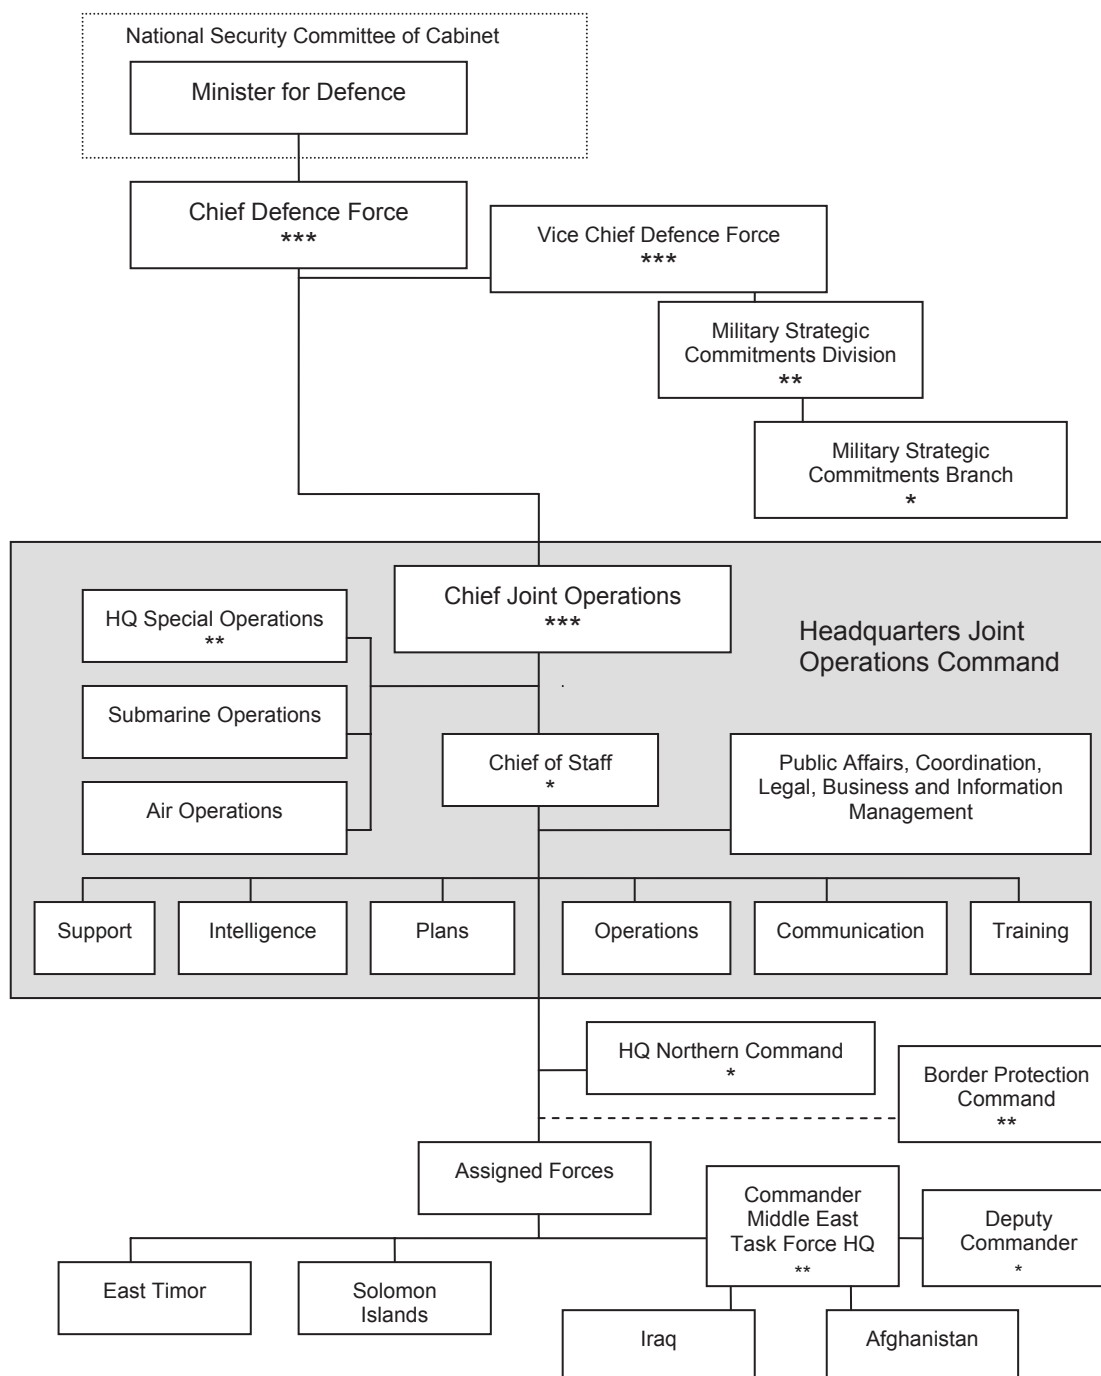 National Security Committee of Cabinet
Minister for Defence
Chief Defence Force
***
Vice Chief Defence Force
***
Military Strategic
Commitments Division
**
Military Strategic
Commitments Branch
*
Chief Joint Operations
***
HQ Special Operations
**
Headquarters Joint
Operations Command
Submarine Operations
Chief of Staff
*
Public Affairs, Coordination,
Legal, Business and Information
Management
Air Operations
Support
Intelligence
Plans
Operations
Communication
Training
HQ Northern Command
*
Border Protection
Command
**
Assigned Forces
Commander
Middle East
Task Force HQ
**
Deputy
Commander
*
East Timor
Solomon
Islands
Iraq
Afghanistan